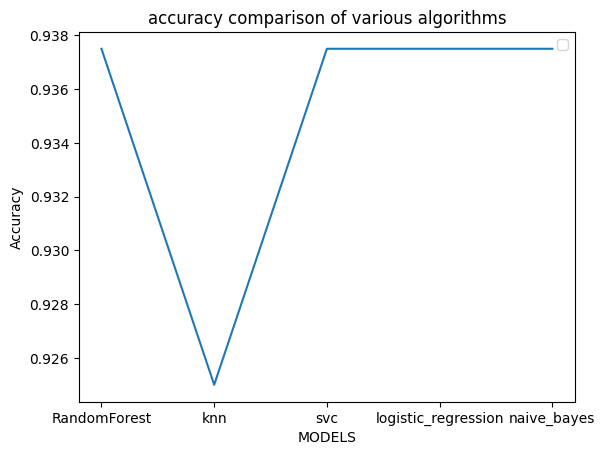 accuracy comparison of various algorithms
0.938
0.936
0.934
0.932
0.930
0.928
0.926
Accuracy
RandomForest knn svc logistic_regression naive_bayes
MODELS